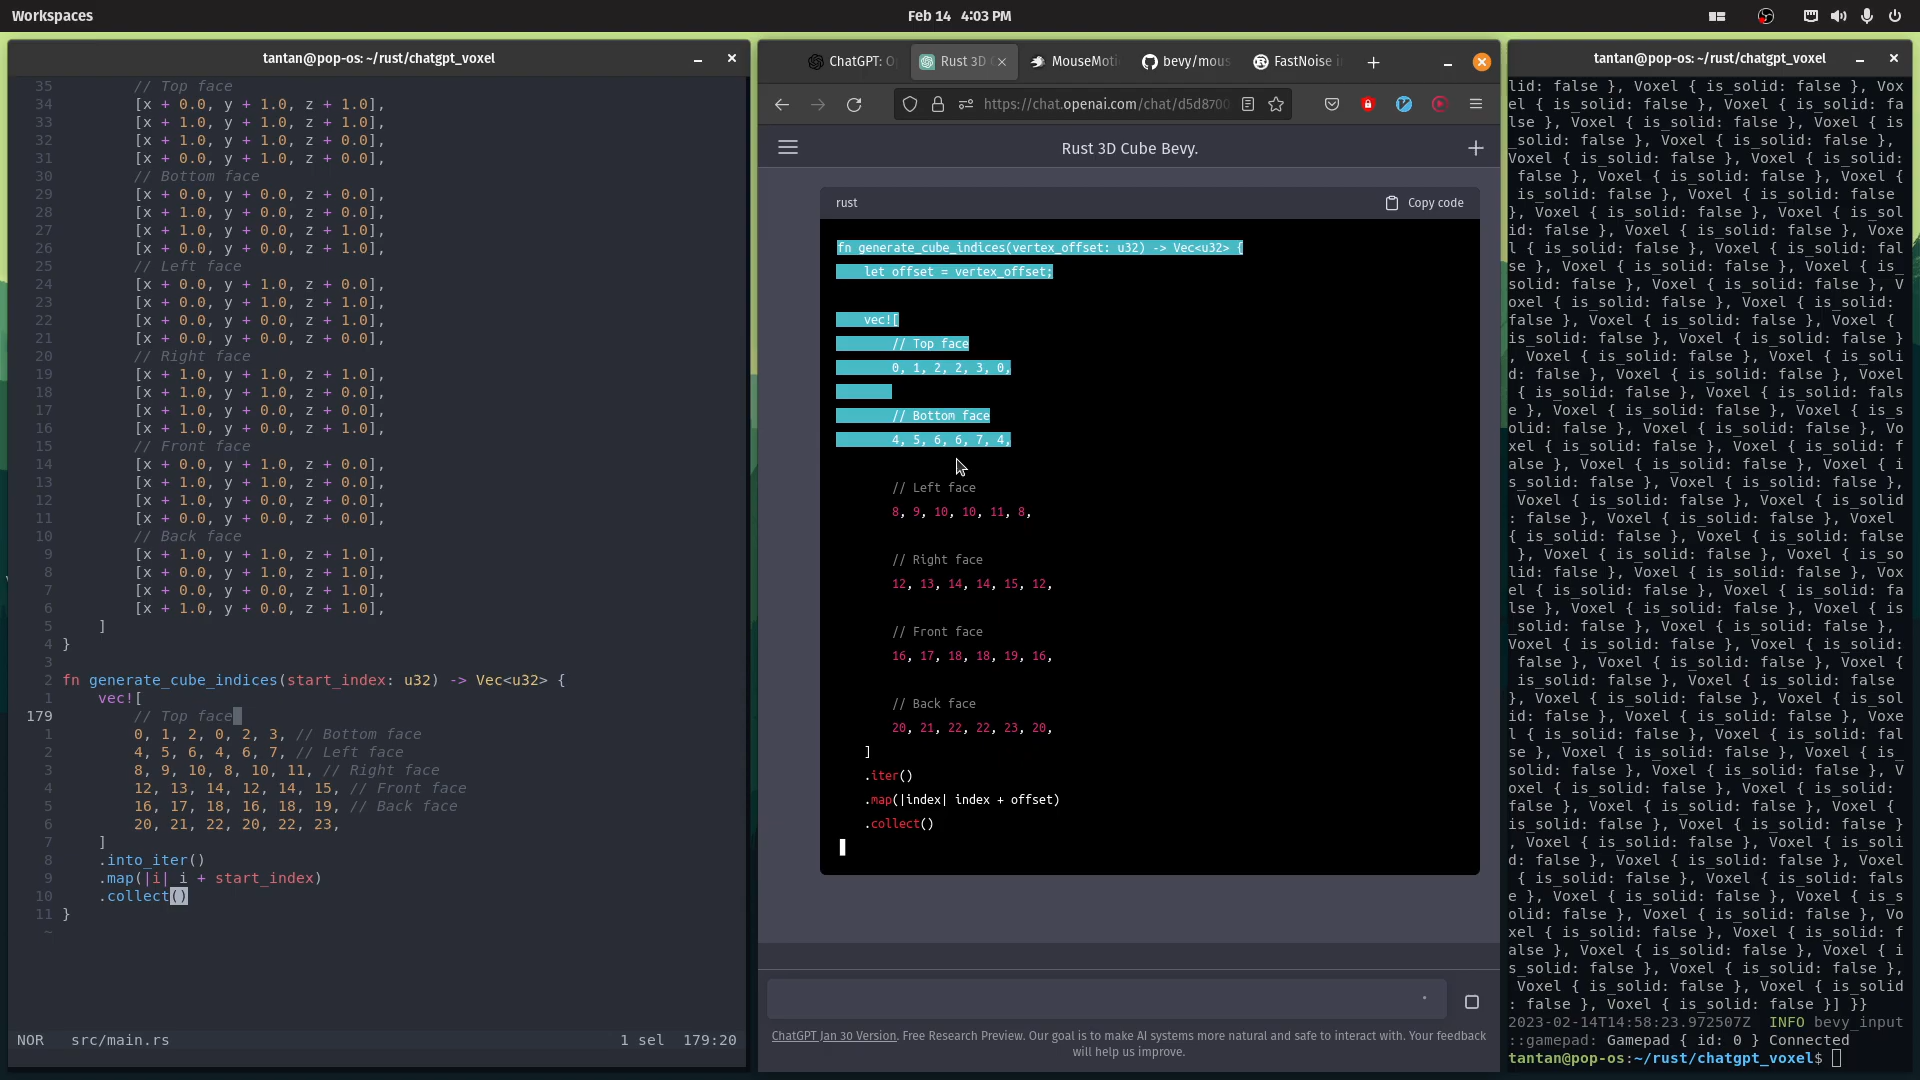 Workspaces
Feb 14 4:03 PM
tantan@pop-os: ~/rust/chatgpt_voxel
35 // Top face
34 [x + 0.0, y + 1.0, z + 1.0],
33 [x + 1.0, y + 1.0, z + 1.0],
32 [x + 1.0, y + 1.0, z + 0.0],
31 [x + 0.0, y + 1.0, z + 0.0],
30 // Bottom face
29 [x + 0.0, y + 0.0, z + 0.0],
28 [x + 1.0, y + 0.0, z + 0.0],
27 [x + 1.0, y + 0.0, z + 1.0],
26 [x + 0.0, y + 0.0, z + 1.0],
25 // Left face
24 [x + 0.0, y + 1.0, z + 0.0],
23 [x + 0.0, y + 1.0, z + 1.0],
22 [x + 0.0, y + 0.0, z + 1.0],
21 [x + 0.0, y + 0.0, z + 0.0],
20 // Right face
19 [x + 1.0, y + 1.0, z + 1.0],
18 [x + 1.0, y + 1.0, z + 0.0],
17 [x + 1.0, y + 0.0, z + 0.0],
16 [x + 1.0, y + 0.0, z + 1.0],
15 // Front face
14 [x + 0.0, y + 1.0, z + 0.0],
13 [x + 1.0, y + 1.0, z + 0.0],
12 [x + 1.0, y + 0.0, z + 0.0],
11 [x + 0.0, y + 0.0, z + 0.0],
10 // Back face
9 [x + 1.0, y + 1.0, z + 1.0],
8 [x + 0.0, y + 1.0, z + 1.0],
7 [x + 0.0, y + 0.0, z + 1.0],
6 [x + 1.0, y + 0.0, z + 1.0],
5 ]
4 }
3
2 fn generate_cube_indices(start_index: u32) -> Vec<u32> {
1 vec![
179 // Top face
1 0, 1, 2, 0, 2, 3, // Bottom face
2 4, 5, 6, 4, 6, 7, // Left face
3 8, 9, 10, 8, 10, 11, // Right face
4 12, 13, 14, 12, 14, 15, // Front face
5 16, 17, 18, 16, 18, 19, // Back face
6 20, 21, 22, 20, 22, 23,
7 ]
8 .into_iter()
9 .map(|i| i + start_index)
10 .collect()
11 }
~
NOR src/main.rs 1 sel 179:20
ChatGPT: O
Rust 3D
MouseMoti
bevy/mous
FastNoise i
https://chat.openai.com/chat/d5d8700
Rust 3D Cube Bevy.
rust
Copy code
fn generate_cube_indices(vertex_offset: u32) -> Vec<u32> {
let offset = vertex_offset;
vec![
// Top face
0, 1, 2, 2, 3, 0,
// Bottom face
4, 5, 6, 6, 7, 4,
// Left face
8, 9, 10, 10, 11, 8,
// Right face
12, 13, 14, 14, 15, 12,
// Front face
16, 17, 18, 18, 19, 16,
// Back face
20, 21, 22, 22, 23, 20,
]
.iter()
.map(|index| index + offset)
.collect()
ChatGPT Jan 30 Version. Free Research Preview. Our goal is to make AI systems more natural and safe to interact with. Your feedback
will help us improve.
tantan@pop-os: ~/rust/chatgpt_voxel
lid: false }, Voxel { is_solid: false }, Vox
el { is_solid: false }, Voxel { is_solid: fa
lse }, Voxel { is_solid: false }, Voxel { is
_solid: false }, Voxel { is_solid: false },
Voxel { is_solid: false }, Voxel { is_solid:
false }, Voxel { is_solid: false }, Voxel {
is_solid: false }, Voxel { is_solid: false
}, Voxel { is_solid: false }, Voxel { is_sol
id: false }, Voxel { is_solid: false }, Voxe
l { is_solid: false }, Voxel { is_solid: fal
se }, Voxel { is_solid: false }, Voxel { is_
solid: false }, Voxel { is_solid: false }, V
oxel { is_solid: false }, Voxel { is_solid:
false }, Voxel { is_solid: false }, Voxel {
is_solid: false }, Voxel { is_solid: false }
, Voxel { is_solid: false }, Voxel { is_soli
d: false }, Voxel { is_solid: false }, Voxel
{ is_solid: false }, Voxel { is_solid: fals
e }, Voxel { is_solid: false }, Voxel { is_s
olid: false }, Voxel { is_solid: false }, Vo
xel { is_solid: false }, Voxel { is_solid: f
alse }, Voxel { is_solid: false }, Voxel { i
s_solid: false }, Voxel { is_solid: false },
Voxel { is_solid: false }, Voxel { is_solid
: false }, Voxel { is_solid: false }, Voxel
{ is_solid: false }, Voxel { is_solid: false
}, Voxel { is_solid: false }, Voxel { is_so
lid: false }, Voxel { is_solid: false }, Vox
el { is_solid: false }, Voxel { is_solid: fa
lse }, Voxel { is_solid: false }, Voxel { is
_solid: false }, Voxel { is_solid: false },
Voxel { is_solid: false }, Voxel { is_solid:
false }, Voxel { is_solid: false }, Voxel {
is_solid: false }, Voxel { is_solid: false
}, Voxel { is_solid: false }, Voxel { is_sol
id: false }, Voxel { is_solid: false }, Voxe
l { is_solid: false }, Voxel { is_solid: fal
se }, Voxel { is_solid: false }, Voxel { is_
solid: false }, Voxel { is_solid: false }, V
oxel { is_solid: false }, Voxel { is_solid:
false }, Voxel { is_solid: false }, Voxel {
is_solid: false }, Voxel { is_solid: false }
, Voxel { is_solid: false }, Voxel { is_soli
d: false }, Voxel { is_solid: false }, Voxel
{ is_solid: false }, Voxel { is_solid: fals
e }, Voxel { is_solid: false }, Voxel { is_s
olid: false }, Voxel { is_solid: false }, Vo
xel { is_solid: false }, Voxel { is_solid: f
alse }, Voxel { is_solid: false }, Voxel { i
s_solid: false }, Voxel { is_solid: false },
Voxel { is_solid: false }, Voxel { is_solid
: false }, Voxel { is_solid: false }] }}
2023-02-14T14:58:23.972507Z INFO bevy_input
::gamepad: Gamepad { id: 0 } Connected
tantan@pop-os:~/rust/chatgpt_voxel$